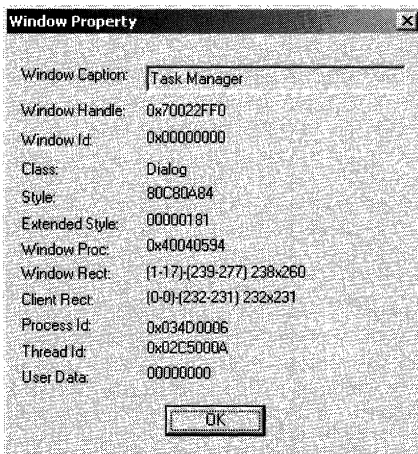 Window Property
Window Caption: Task Manager
Window Handle: 0x70022FF0
Window Id: 0x00000000
Class: Dialog
Style: 80C80A84
Extended Style: 00000181
Window Proc: 0x40040594
Window Rect: (1-17)-(239-277) 238x260
Client Rect: (0-0)-(232-231) 232x231
Process Id: 0x034D0006
Thread Id: 0x02C5000A
User Data: 00000000
OK